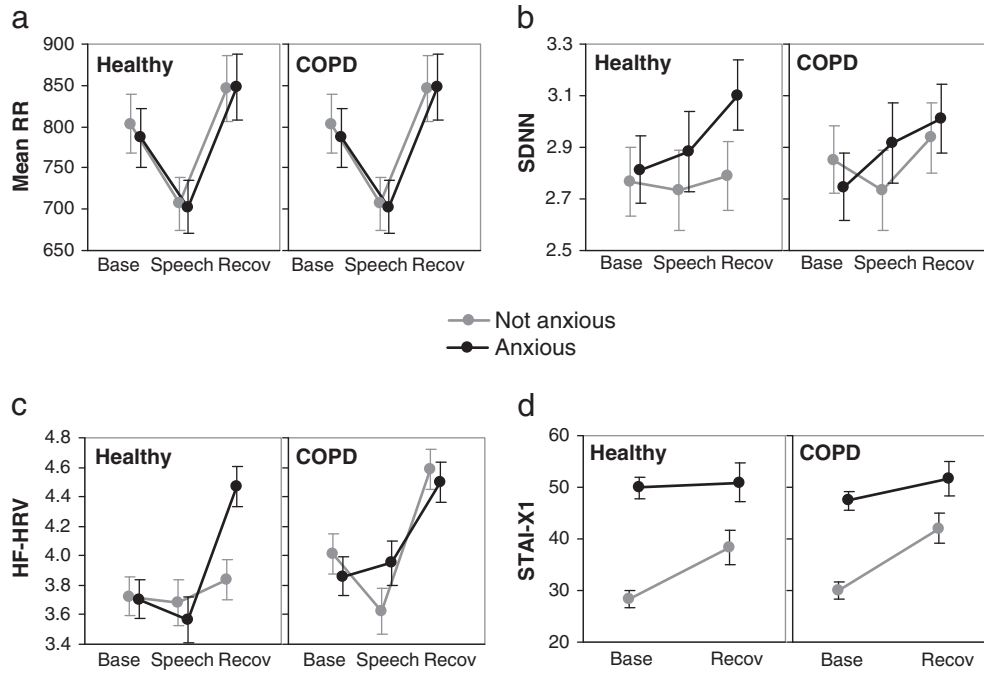 a
b
900
850
800
750
700
650
Mean RR
Healthy
COPD
Base Speech Recov
Base Speech Recov
3.3
3.1
2.9
2.7
2.5
SDNN
Healthy
COPD
Base Speech Recov
Base Speech Recov
Not anxious
Anxious
c
d
4.8
4.6
4.4
4.2
4.0
3.8
3.6
3.4
HF-HRV
Healthy
COPD
Base Speech Recov
Base Speech Recov
60
50
40
30
20
STAI-X1
Healthy
COPD
Base Recov
Base Recov